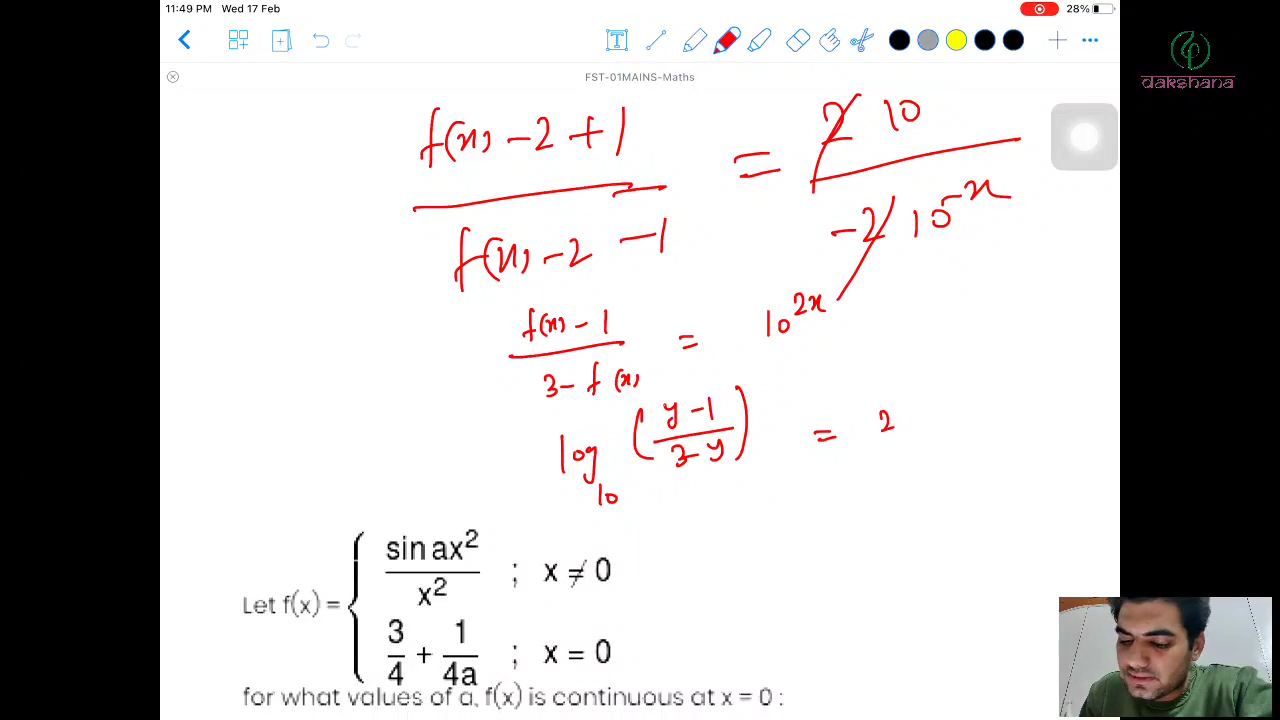 11:49 PM Wed 17 Feb 28%
dakshana
FST-01MAINS-Maths
f(x) - 2 + 1 = 2 10
f(x) - 2 - 1 -2 10^-x
f(x) - 1 = 10^2x
3 - f(x)
log10 (y - 1 / 3 - y) = 2
Let f(x) = { sin ax² / x² ; x ≠ 0
3/4 + 1/4a ; x = 0
for what values of a, f(x) is continuous at x = 0 :